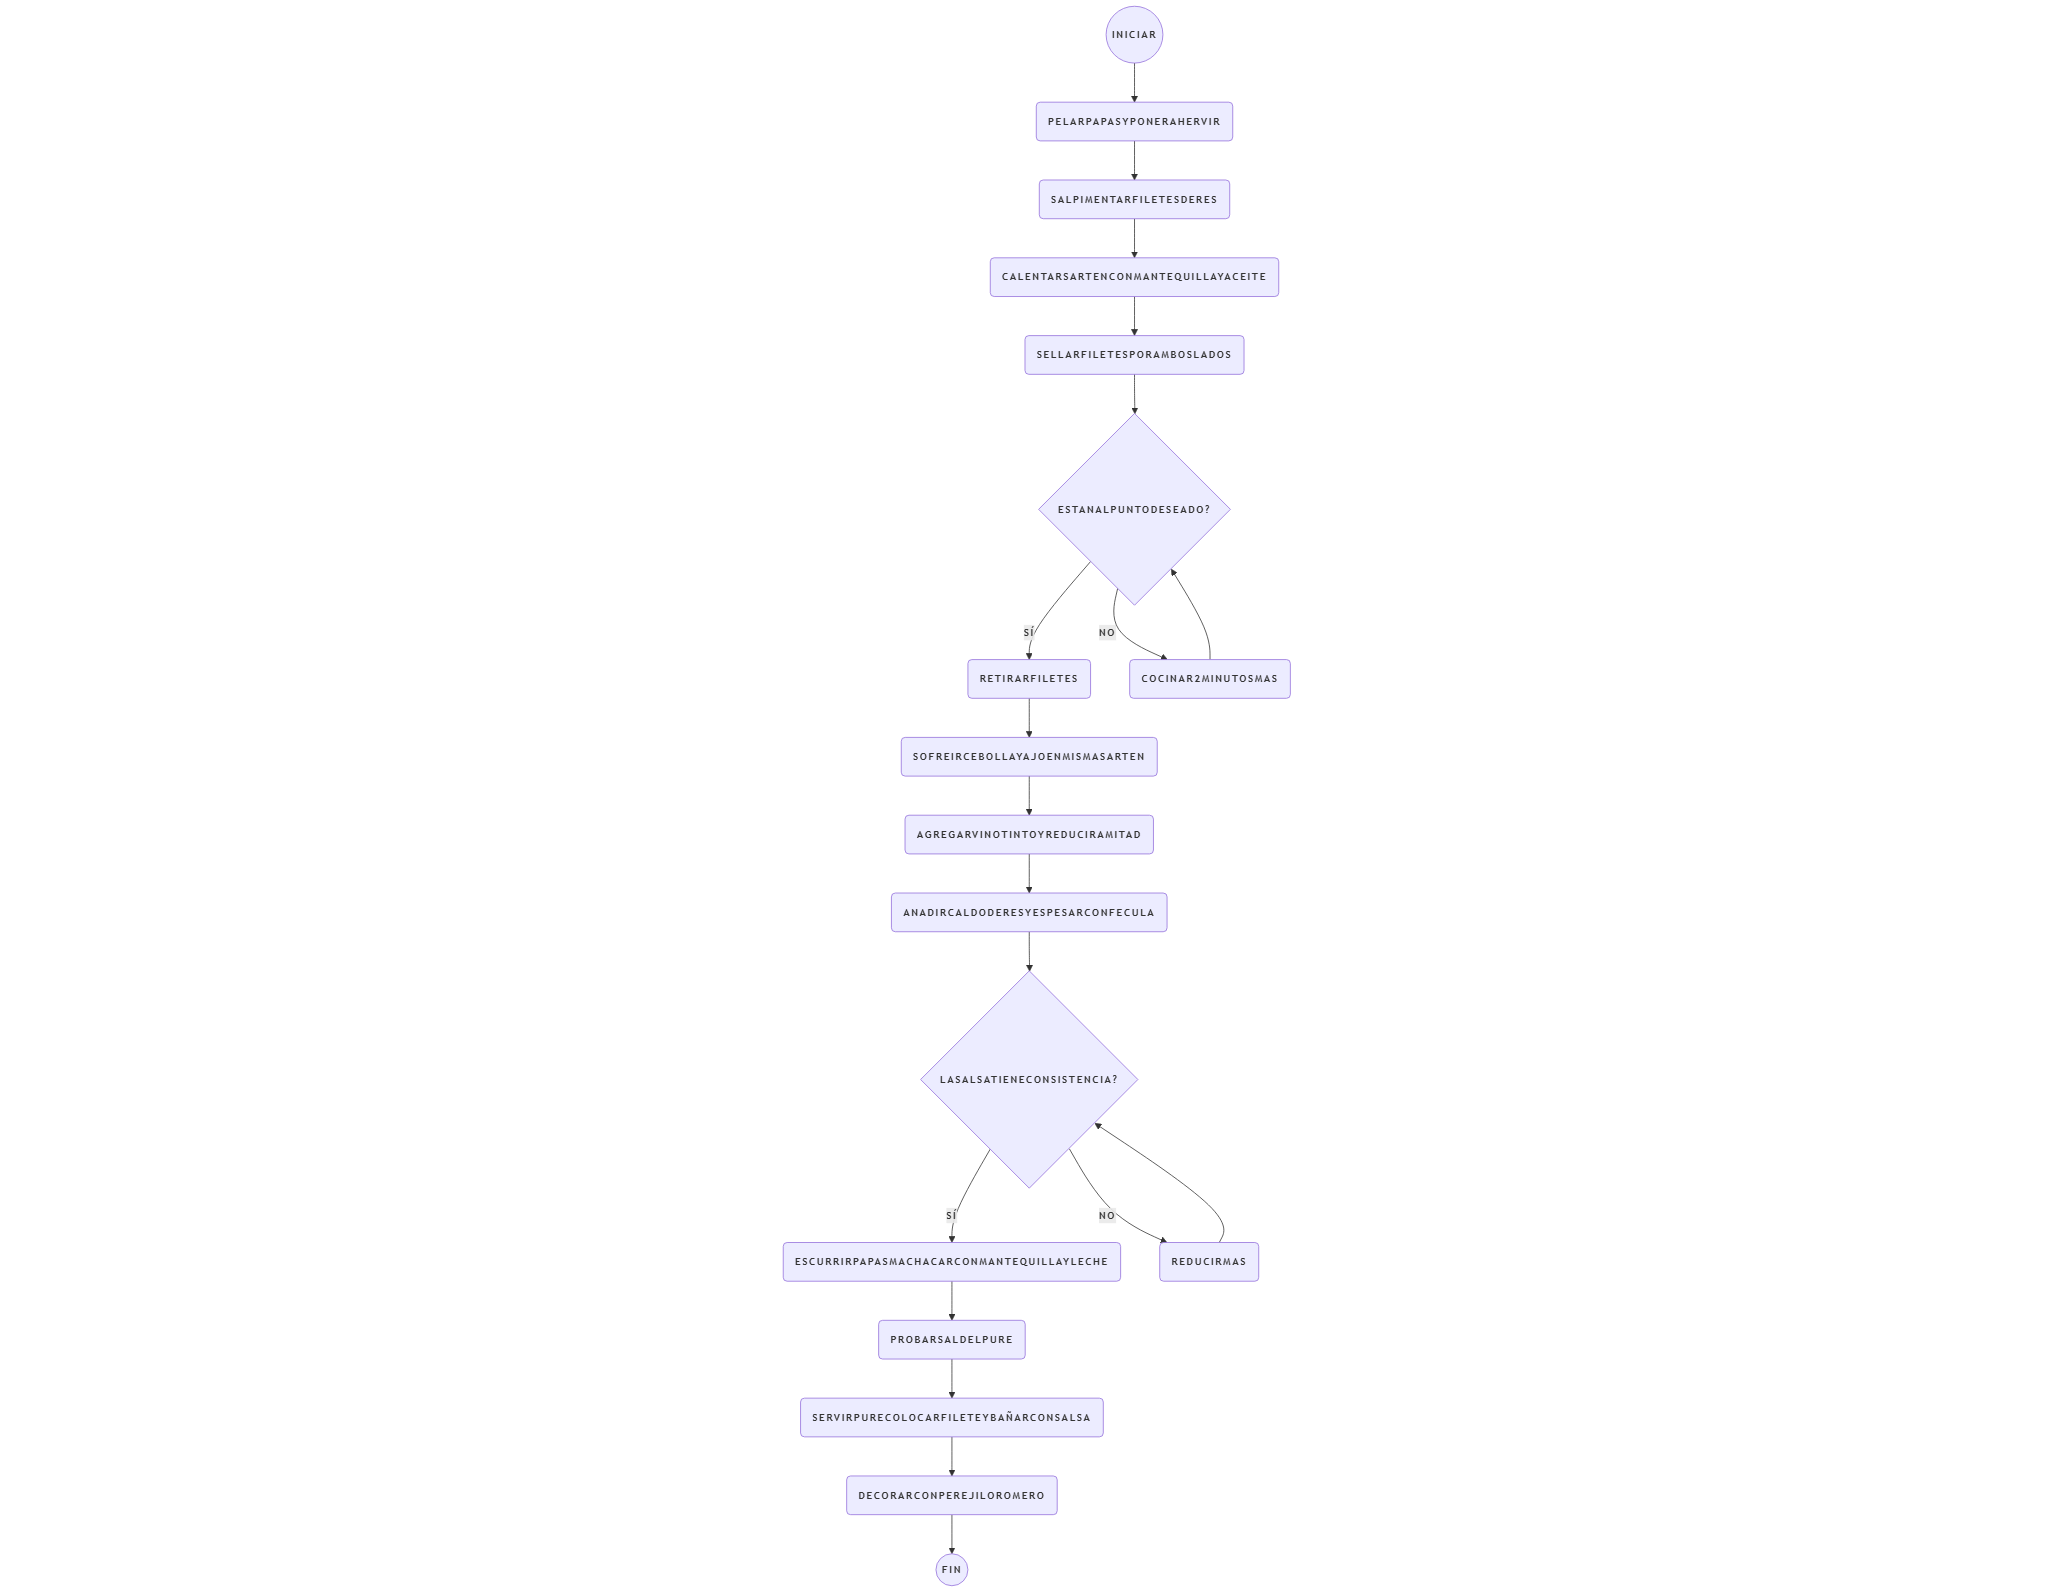 INICIAR
PELARPAPASYPONERAHERVIR
SALPIMENTARFILETESDERES
CALENTARSARTENCONMANTEQUILLAYACEITE
SELLARFILETESPORAMBOSLADOS
ESTANALPUNTODESEADO?
SÍ
NO
RETIRARFILETES
COCINAR2MINUTOSMAS
SOFREIRCEBOLLAYAJOENMISMASARTEN
AGREGARVINOTINTOYREDUCIRAMITAD
ANADIRCALDODERESYESPESARCONFECULA
LASALSATIENECONSISTENCIA?
SÍ
NO
ESCURRIRPAPASMACHACARCONMANTEQUILLAYLECHE
REDUCIRMAS
PROBARSALDELPURE
SERVIRPURECOLOCARFILETEYBAÑARCONSALSA
DECORARCONPEREJILOROMERO
FIN